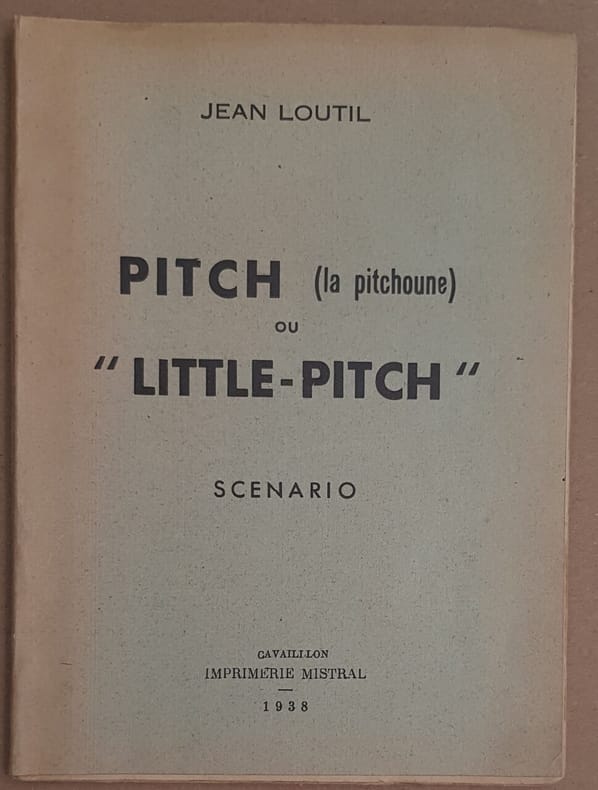 JEAN LOUTIL
PITCH (la pitchoune)
OU
" LITTLE-PITCH "
SCENARIO
CAVAILLON
IMPRIMERIE MISTRAL
1938